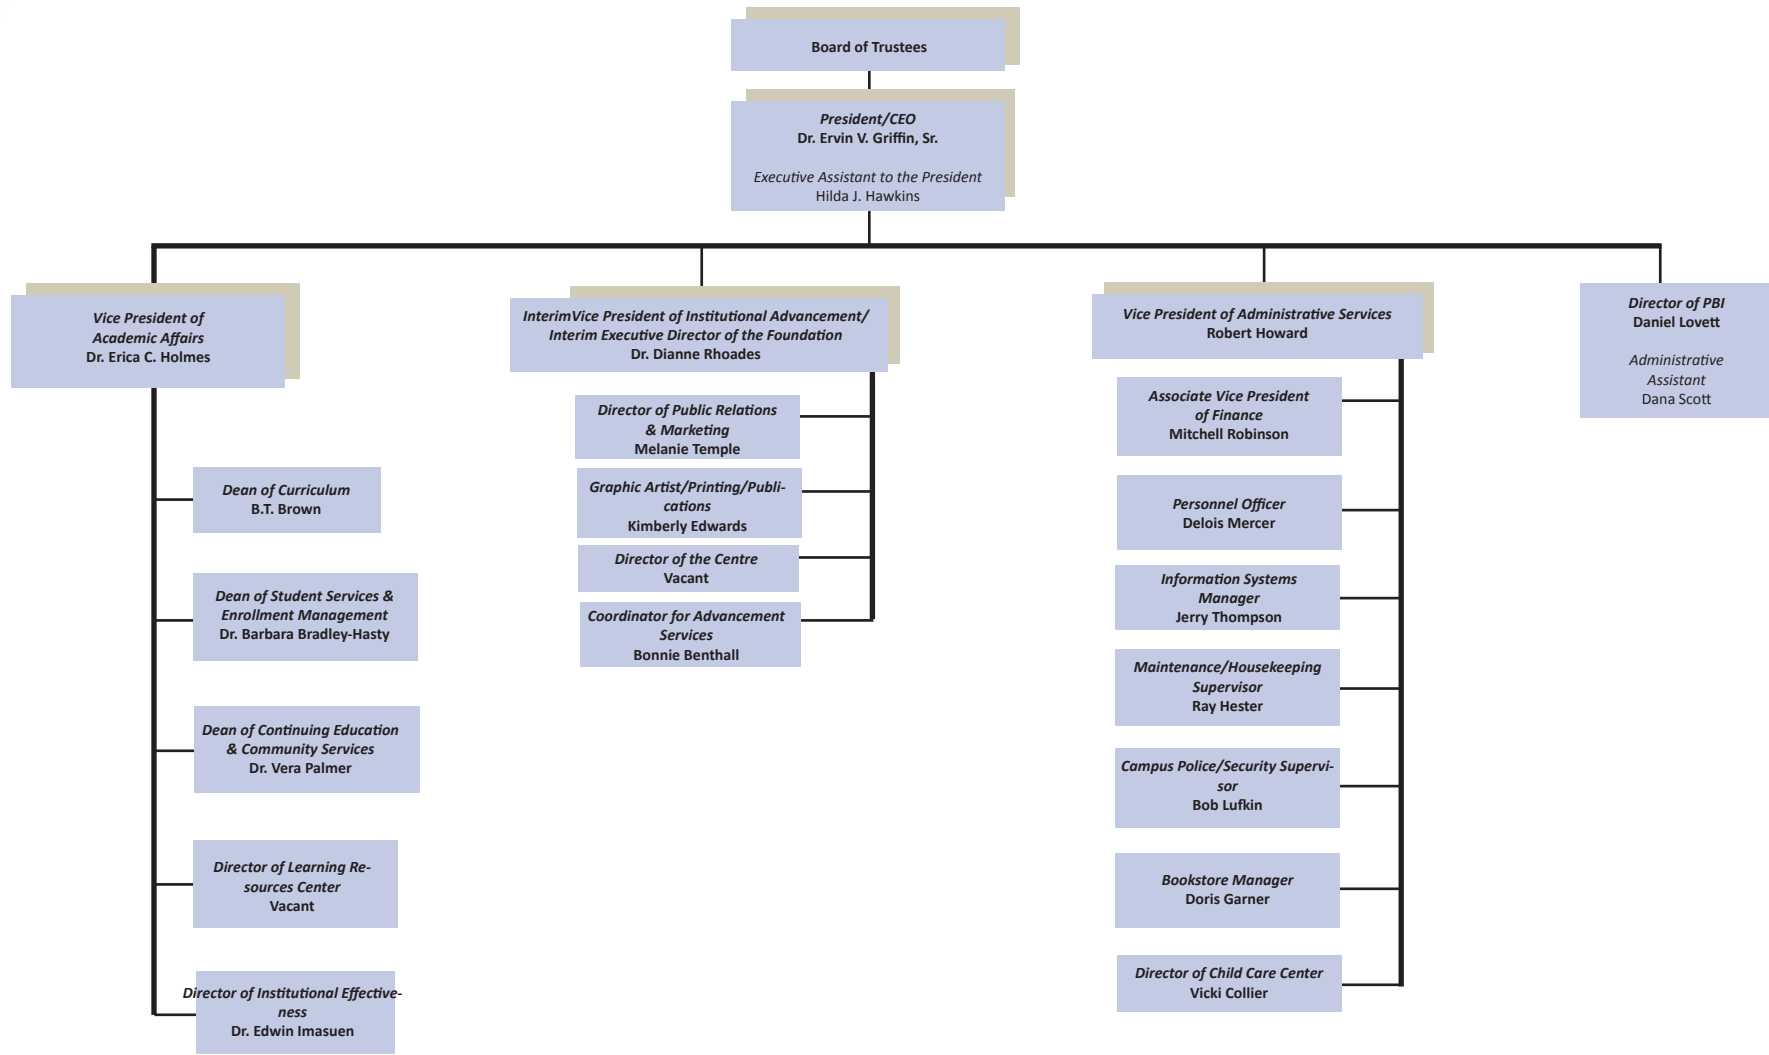 Board of Trustees
President/CEO
Dr. Ervin V. Griffin, Sr.
Executive Assistant to the President
Hilda J. Hawkins
Vice President of
Academic Affairs
Dr. Erica C. Holmes
InterimVice President of Institutional Advancement/
Interim Executive Director of the Foundation
Dr. Dianne Rhoades
Vice President of Administrative Services
Robert Howard
Director of PBI
Daniel Lovett
Administrative
Assistant
Dana Scott
Dean of Curriculum
B.T. Brown
Dean of Student Services &
Enrollment Management
Dr. Barbara Bradley-Hasty
Dean of Continuing Education
& Community Services
Dr. Vera Palmer
Director of Learning Re-
sources Center
Vacant
Director of Institutional Effective-
ness
Dr. Edwin Imasuen
Director of Public Relations
& Marketing
Melanie Temple
Graphic Artist/Printing/Publi-
cations
Kimberly Edwards
Director of the Centre
Vacant
Coordinator for Advancement
Services
Bonnie Benthall
Associate Vice President
of Finance
Mitchell Robinson
Personnel Officer
Delois Mercer
Information Systems
Manager
Jerry Thompson
Maintenance/Housekeeping
Supervisor
Ray Hester
Campus Police/Security Supervi-
sor
Bob Lufkin
Bookstore Manager
Doris Garner
Director of Child Care Center
Vicki Collier